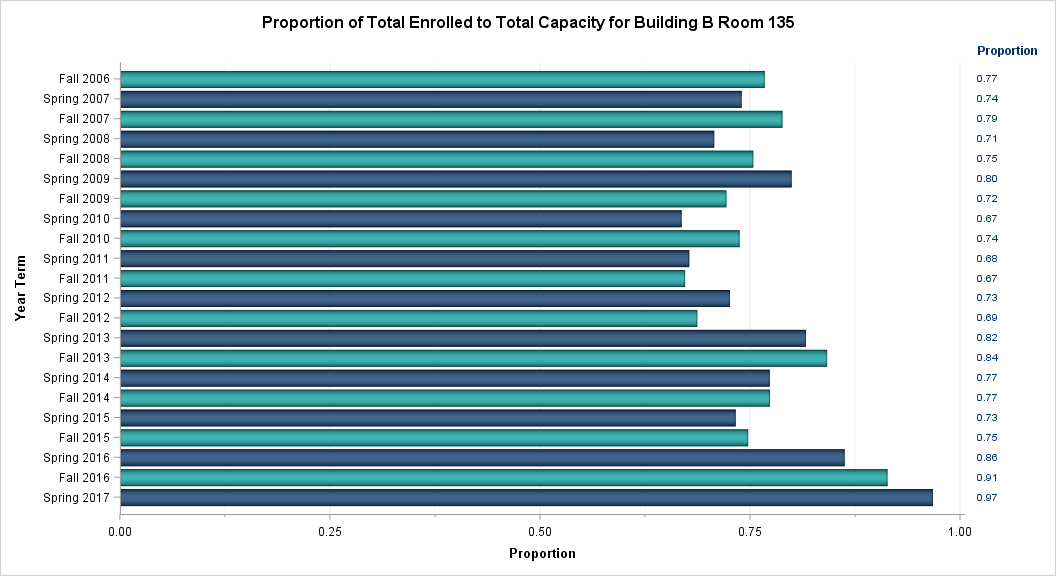 Proportion of Total Enrolled to Total Capacity for Building B Room 135
Proportion
Fall 2006 0.77
Spring 2007 0.74
Fall 2007 0.79
Spring 2008 0.71
Fall 2008 0.75
Spring 2009 0.80
Fall 2009 0.72
Spring 2010 0.67
Fall 2010 0.74
Spring 2011 0.68
Fall 2011 0.67
Spring 2012 0.73
Fall 2012 0.69
Spring 2013 0.82
Fall 2013 0.84
Spring 2014 0.77
Fall 2014 0.77
Spring 2015 0.73
Fall 2015 0.75
Spring 2016 0.86
Fall 2016 0.91
Spring 2017 0.97
Year Term
0.00 0.25 0.50 0.75 1.00
Proportion